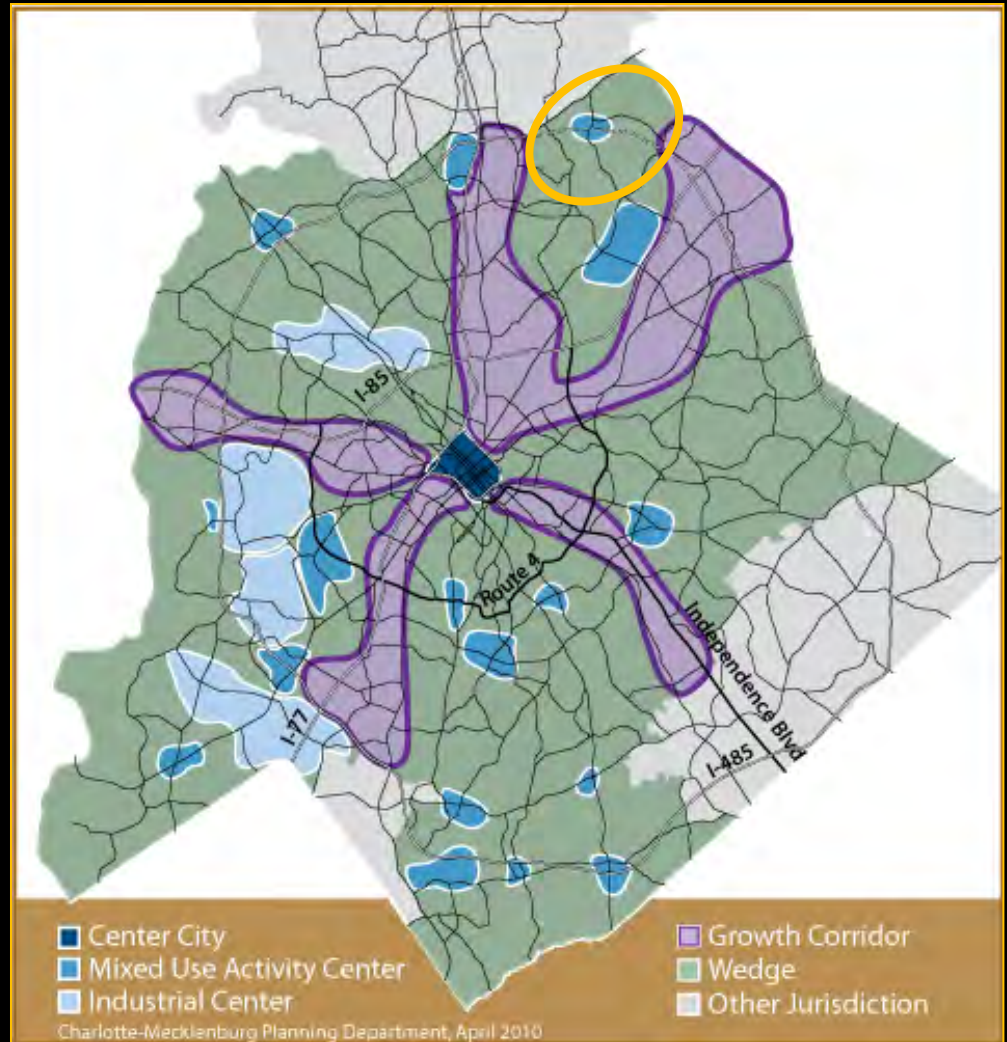 I-85
Route 4
Independence Blvd
I-77
I-485
Center City
Mixed Use Activity Center
Industrial Center
Growth Corridor
Wedge
Other Jurisdiction
Charlotte-Mecklenburg Planning Department, April 2010